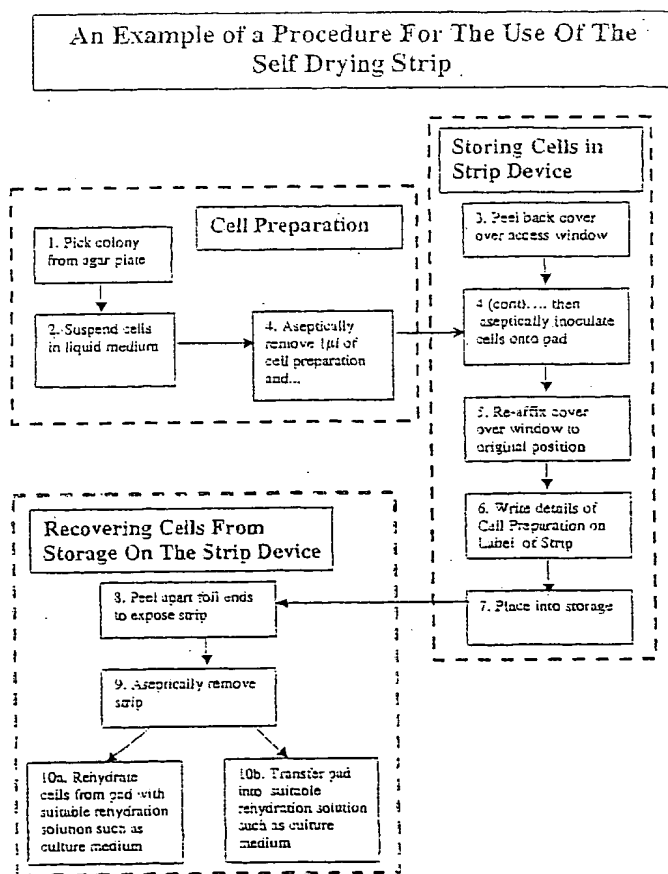 An Example of a Procedure For The Use Of The
Self Drying Strip
Cell Preparation
1. Pick colony
from agar plate
2. Suspend cells
in liquid medium
4. Aseptically
remove 1µl of
cell preparation
and...
Storing Cells in
Strip Device
3. Peel back cover
over access window
4 (cont).... then
aseptically inoculate
cells onto pad
5. Re-affix cover
over window to
original position
6. Write details of
Cell Preparation on
Label of Strip
7. Place into storage
Recovering Cells From
Storage On The Strip Device
8. Peel apart foil ends
to expose strip
9. Aseptically remove
strip
10a. Rehydrate
cells from pad with
suitable rehydration
solution such as
culture medium
10b. Transfer pad
into suitable
rehydration solution
such as culture
medium